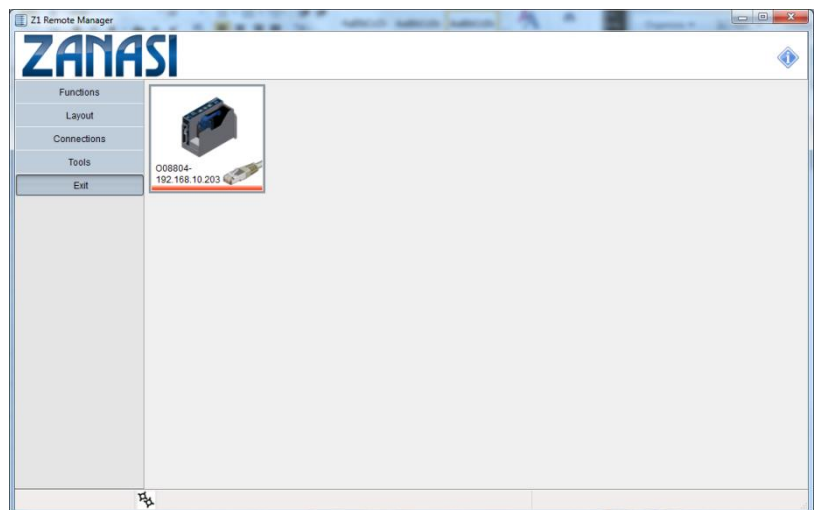 Z1 Remote Manager
ZANASI
Functions
Layout
Connections
Tools
Exit
O08804-
192.168.10.203